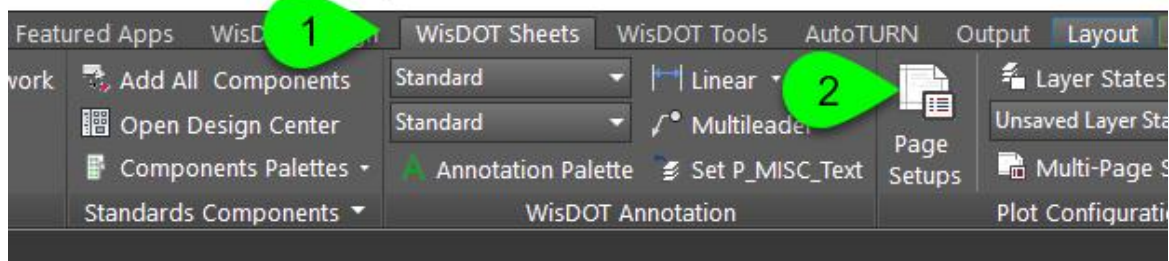 1
Featured Apps WisD WisDOT Sheets WisDOT Tools AutoTURN Output Layout
work Add All Components Standard Linear 2 Layer States
Open Design Center Standard Multileader Page Setups Unsaved Layer Sta
Components Palettes A Annotation Palette Set P_MISC_Text Multi-Page S
Standards Components WisDOT Annotation Plot Configurati